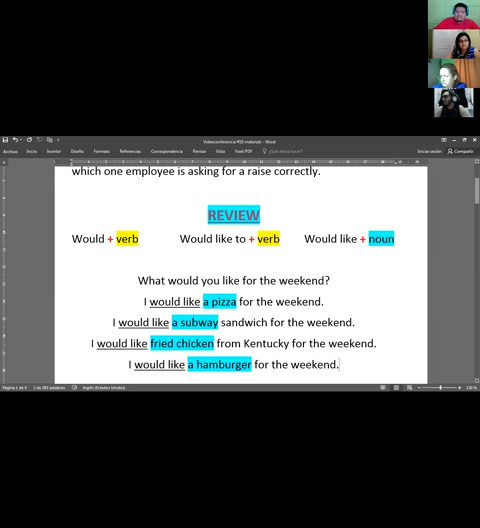 Videoconferencia PDF materials - Word
Archivo Inicio Insertar Diseño Formato Referencias Correspondencia Revisar Vista Foxit PDF ¿Qué desea hacer? Iniciar sesión Compartir
which one employee is asking for a raise correctly.
REVIEW
Would + verb Would like to + verb Would like + noun
What would you like for the weekend?
I would like a pizza for the weekend.
I would like a subway sandwich for the weekend.
I would like fried chicken from Kentucky for the weekend.
I would like a hamburger for the weekend.
Inglés (Estados Unidos)